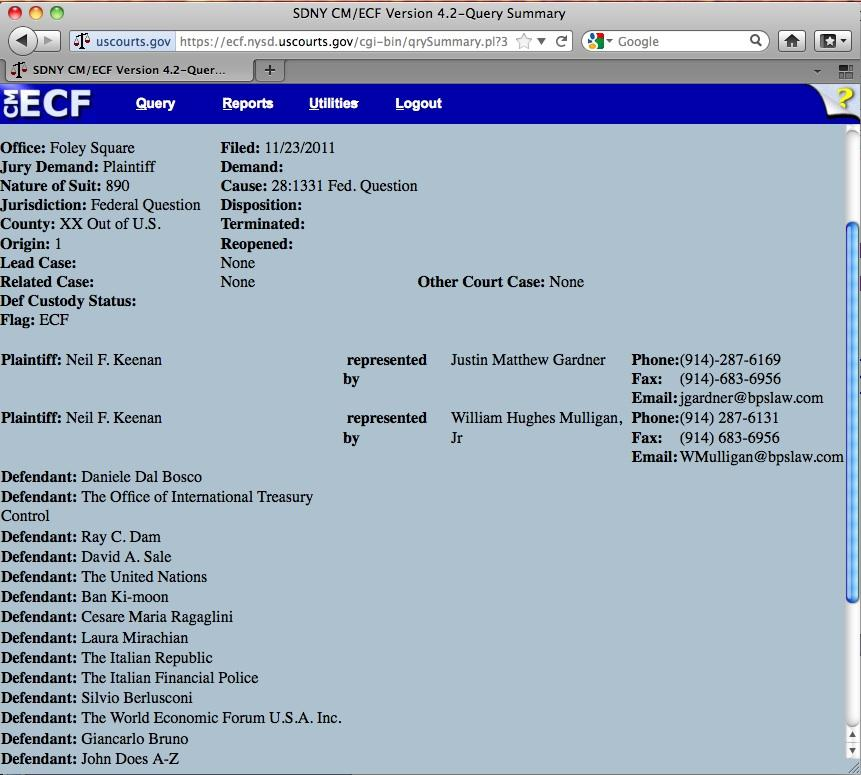 SDNY CM/ECF Version 4.2-Query Summary
uscourts.gov https://ecf.nysd.uscourts.gov/cgi-bin/qrySummary.pl?3 Google
SDNY CM/ECF Version 4.2-Quer... +
CM ECF Query Reports Utilities Logout ?
Office: Foley Square Filed: 11/23/2011
Jury Demand: Plaintiff Demand:
Nature of Suit: 890 Cause: 28:1331 Fed. Question
Jurisdiction: Federal Question Disposition:
County: XX Out of U.S. Terminated:
Origin: 1 Reopened:
Lead Case: None
Related Case: None Other Court Case: None
Def Custody Status:
Flag: ECF
Plaintiff: Neil F. Keenan represented Justin Matthew Gardner Phone:(914)-287-6169
by Fax: (914)-683-6956
Email:jgardner@bpslaw.com
Plaintiff: Neil F. Keenan represented William Hughes Mulligan, Phone:(914) 287-6131
by Jr Fax: (914) 683-6956
Email:WMulligan@bpslaw.com
Defendant: Daniele Dal Bosco
Defendant: The Office of International Treasury
Control
Defendant: Ray C. Dam
Defendant: David A. Sale
Defendant: The United Nations
Defendant: Ban Ki-moon
Defendant: Cesare Maria Ragaglini
Defendant: Laura Mirachian
Defendant: The Italian Republic
Defendant: The Italian Financial Police
Defendant: Silvio Berlusconi
Defendant: The World Economic Forum U.S.A. Inc.
Defendant: Giancarlo Bruno
Defendant: John Does A-Z